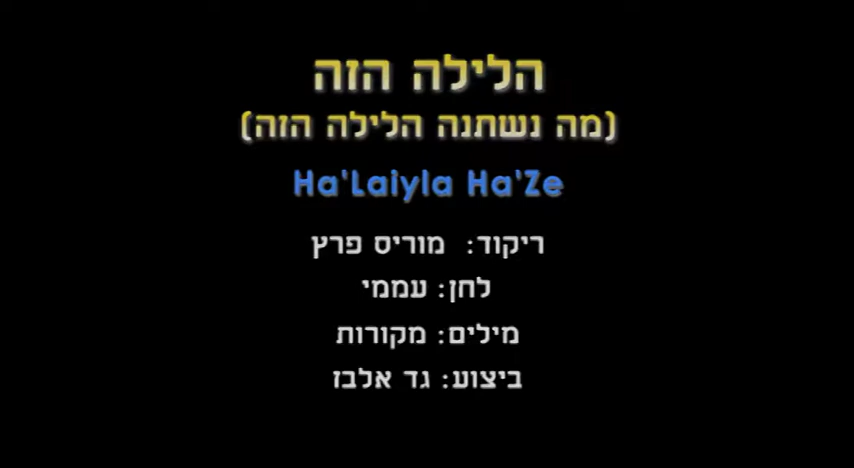 הלילה הזה
(מה נשתנה הלילה הזה)
Ha'Laiyla Ha'Ze
ריקוד: מוריס פרץ
לחן: עממי
מילים: מקורות
ביצוע: גד אלבז